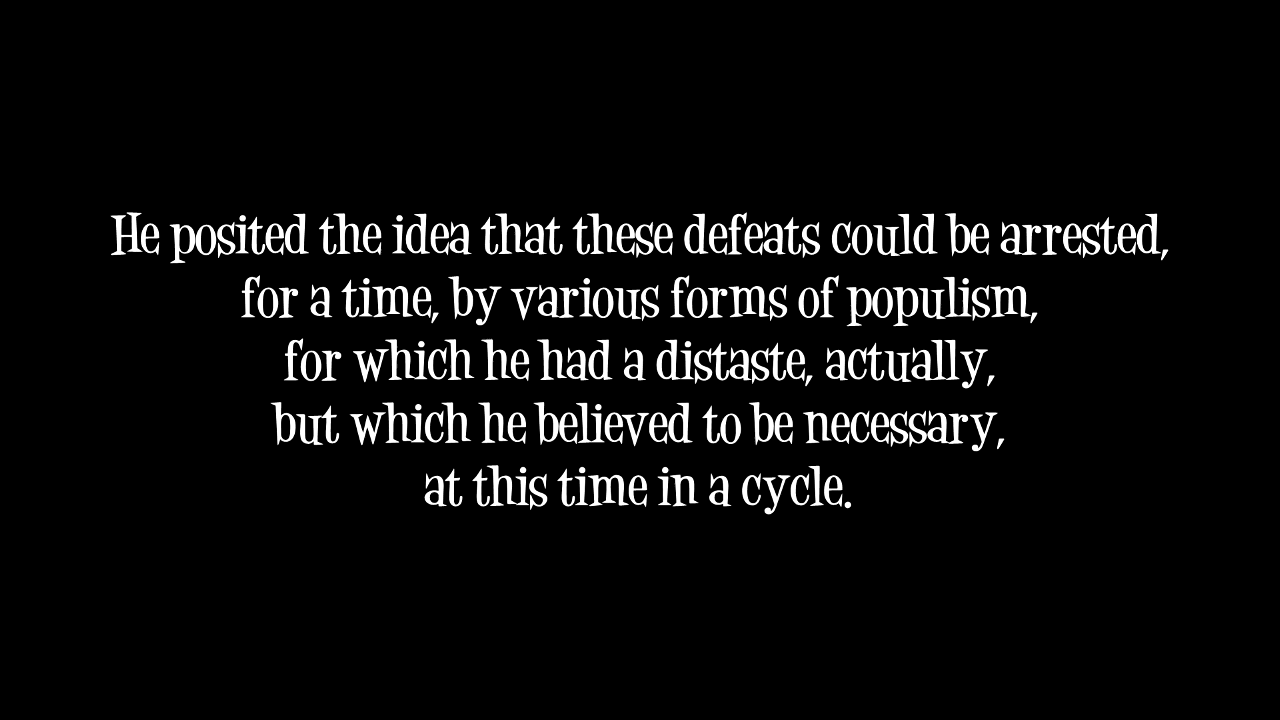 He posited the idea that these defeats could be arrested,
for a time, by various forms of populism,
for which he had a distaste, actually,
but which he believed to be necessary,
at this time in a cycle.